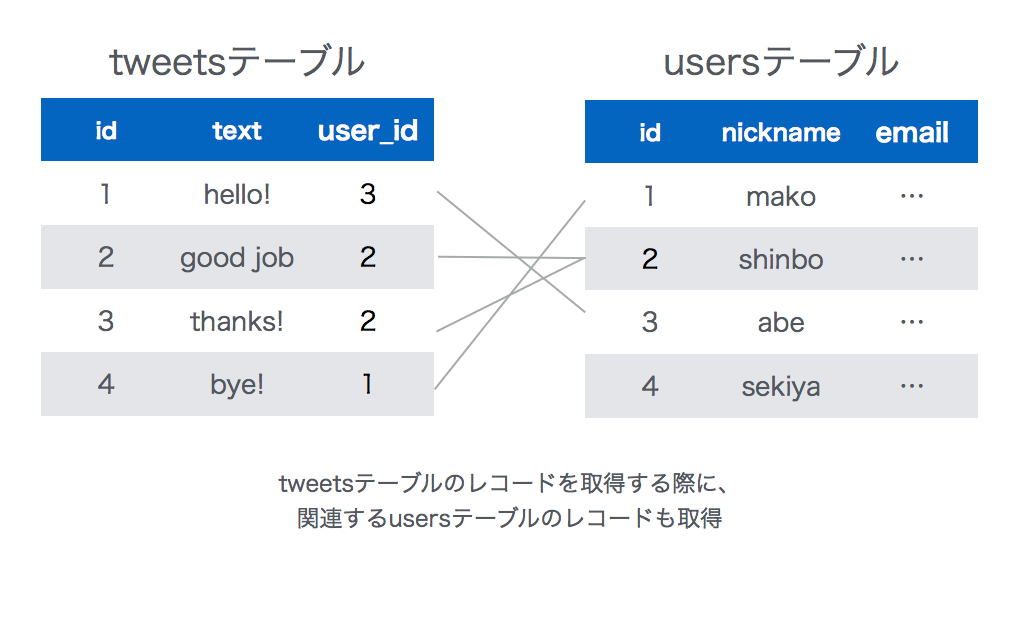 tweetsテーブル
id text user_id
1 hello! 3
2 good job 2
3 thanks! 2
4 bye! 1
usersテーブル
id nickname email
1 mako …
2 shinbo …
3 abe …
4 sekiya …
tweetsテーブルのレコードを取得する際に、
関連するusersテーブルのレコードも取得